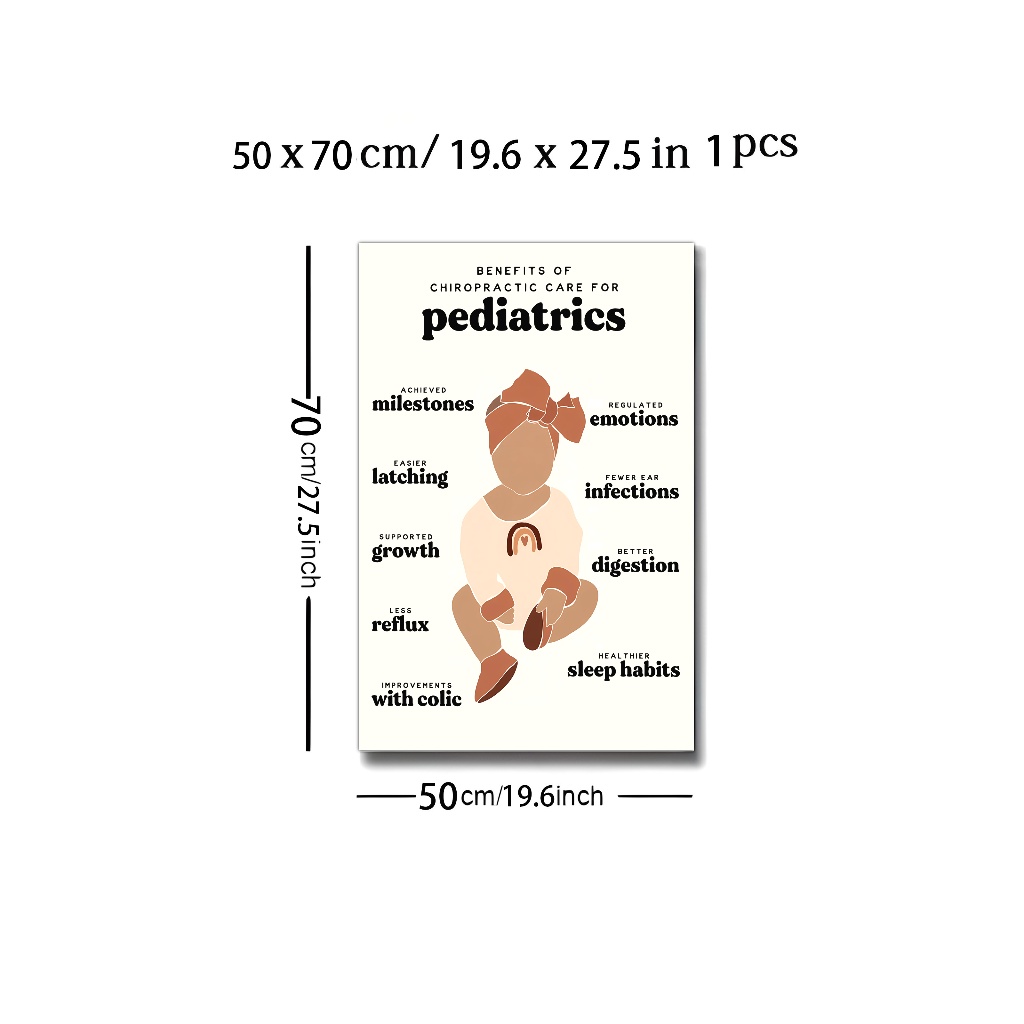 50 x 70 cm/ 19.6 x 27.5 in 1 pcs
BENEFITS OF
CHIROPRACTIC CARE FOR
pediatrics
ACHIEVED
milestones
EASIER
latching
SUPPORTED
growth
LESS
reflux
IMPROVEMENTS
with colic
REGULATED
emotions
FEWER EAR
infections
BETTER
digestion
HEALTHIER
sleep habits
70cm/27.5inch
50cm/19.6inch